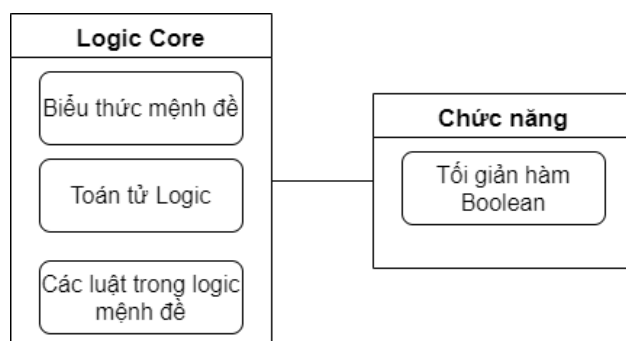 Logic Core
Biểu thức mệnh đề
Toán tử Logic
Các luật trong logic
mệnh đề
Chức năng
Tối giản hàm
Boolean